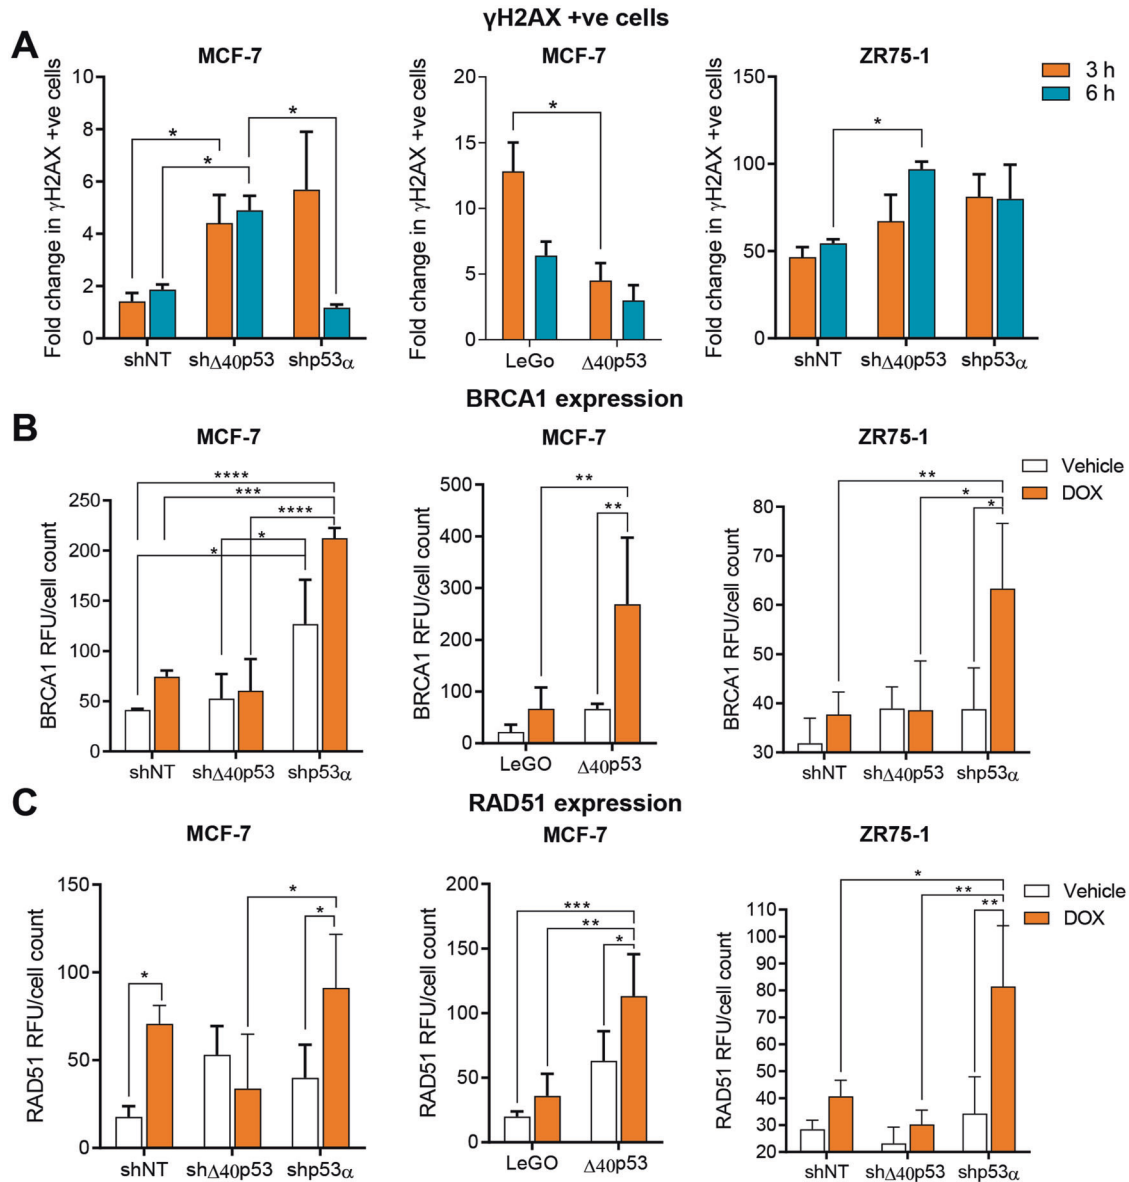 γH2AX +ve cells
A
MCF-7
Fold change in γH2AX +ve cells
10
8
6
4
2
0
*
*
*
shNT
shΔ40p53
shp53α
MCF-7
Fold change in γH2AX +ve cells
20
15
10
5
0
*
LeGo
Δ40p53
ZR75-1
Fold change in γH2AX +ve cells
150
100
50
0
*
shNT
shΔ40p53
shp53α
3 h
6 h
BRCA1 expression
B
MCF-7
BRCA1 RFU/cell count
250
200
150
100
50
0
****
***
****
*
*
shNT
shΔ40p53
shp53α
MCF-7
BRCA1 RFU/cell count
500
400
300
200
100
0
**
**
LeGO
Δ40p53
ZR75-1
BRCA1 RFU/cell count
80
70
60
50
40
30
**
*
*
shNT
shΔ40p53
shp53α
Vehicle
DOX
RAD51 expression
C
MCF-7
RAD51 RFU/cell count
150
100
50
0
*
*
*
shNT
shΔ40p53
shp53α
MCF-7
RAD51 RFU/cell count
200
150
100
50
0
***
**
*
LeGO
Δ40p53
ZR75-1
RAD51 RFU/cell count
110
100
90
80
70
60
50
40
30
20
*
**
**
shNT
shΔ40p53
shp53α
Vehicle
DOX